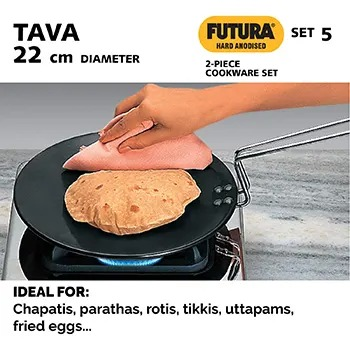 TAVA
22 cm DIAMETER
FUTURA
HARD ANODISED
SET 5
2-PIECE
COOKWARE SET
IDEAL FOR:
Chapatis, parathas, rotis, tikkis, uttapams,
fried eggs...